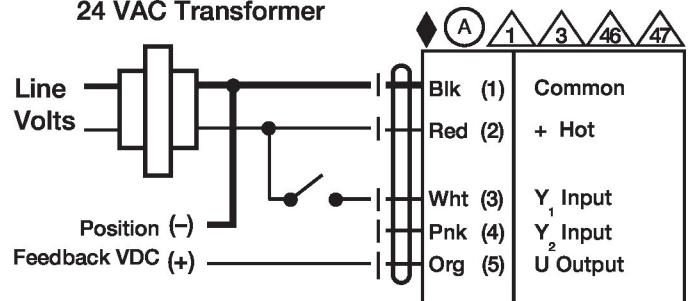 24 VAC Transformer
A 1 3 46 47
Line
Volts
Blk (1) Common
Red (2) + Hot
Wht (3) Y1 Input
Position (–)
Pnk (4) Y2 Input
Feedback VDC (+)
Org (5) U Output